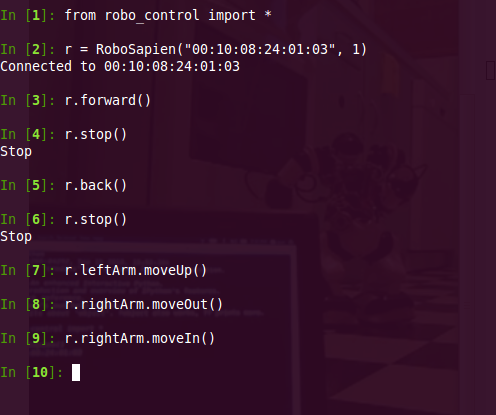 In [1]: from robo_control import *
In [2]: r = RoboSapien("00:10:08:24:01:03", 1)
Connected to 00:10:08:24:01:03
In [3]: r.forward()
In [4]: r.stop()
Stop
In [5]: r.back()
In [6]: r.stop()
Stop
In [7]: r.leftArm.moveUp()
In [8]: r.rightArm.moveOut()
In [9]: r.rightArm.moveIn()
In [10]: